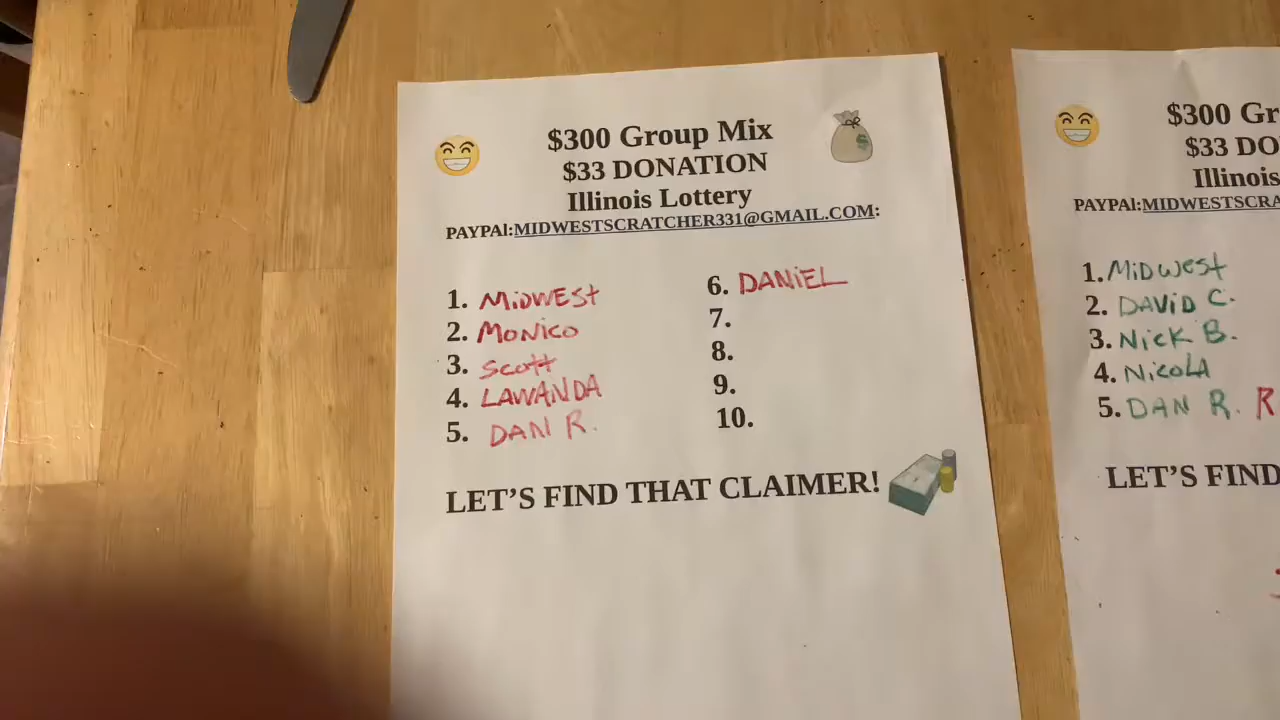 $300 Group Mix
$33 DONATION
Illinois Lottery
PAYPAl:MIDWESTSCRATCHER331@GMAIL.COM:
1. MiDWESt
2. MONiCO
3. Scott
4. LAWANDA
5. DAN R.
6. DANiEL
7.
8.
9.
10.
LET'S FIND THAT CLAIMER!
$300 Gr
$33 DO
Illinois
PAYPAl:MIDWESTSCRA
1. MiDWest
2. DAViD C.
3. NicK B.
4. NicoLA
5. DAN R. R
LET'S FIND